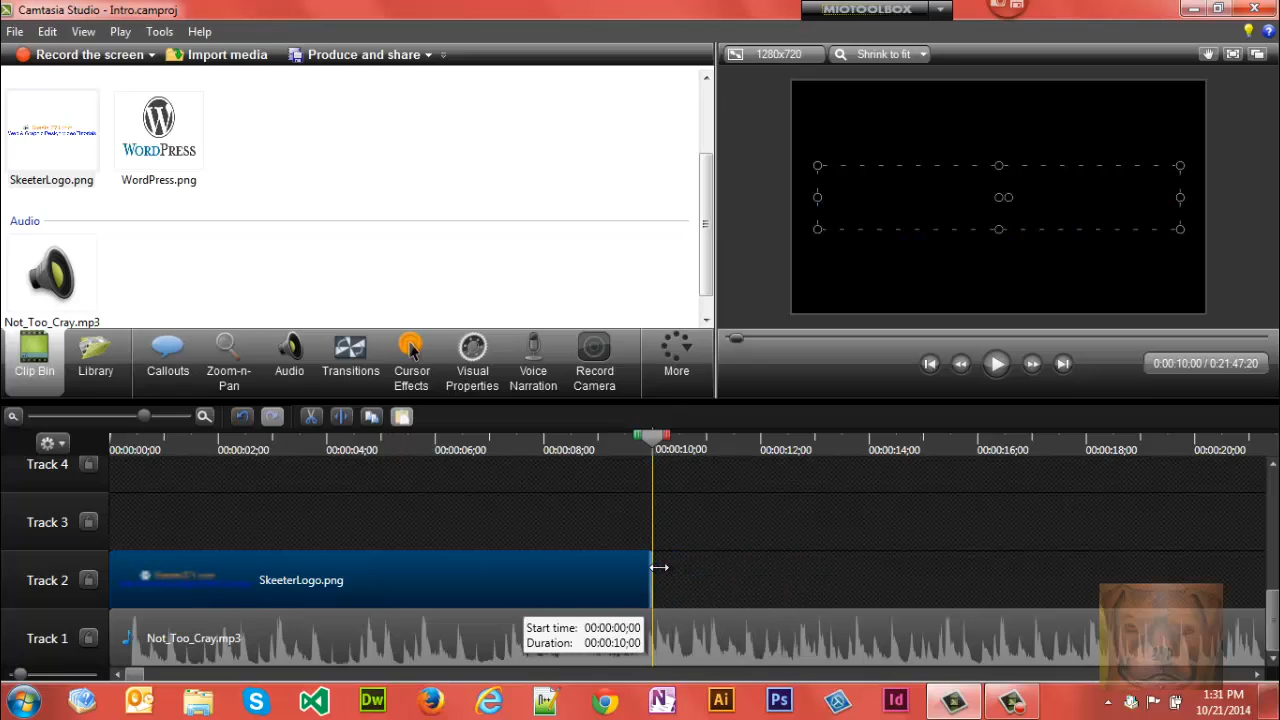 Camtasia Studio - Intro.camproj
MIOTOOLBOX
File Edit View Play Tools Help
Record the screen Import media Produce and share
1280x720 Shrink to fit
WORDPRESS
SkeeterLogo.png WordPress.png
Audio
Not_Too_Cray.mp3
Clip Bin Library Callouts Zoom-n-Pan Audio Transitions Cursor Effects Visual Properties Voice Narration Record Camera More
0:00:10;00 / 0:21:47;20
00:00:00;00 00:00:02;00 00:00:04;00 00:00:06;00 00:00:08;00 00:00:10;00 00:00:12;00 00:00:14;00 00:00:16;00 00:00:18;00 00:00:20;00
Track 4
Track 3
Track 2 SkeeterLogo.png
Start time: 00:00:00;00
Duration: 00:00:10;00
Track 1 Not_Too_Cray.mp3
Dw Ai Ps Id
1:31 PM
10/21/2014